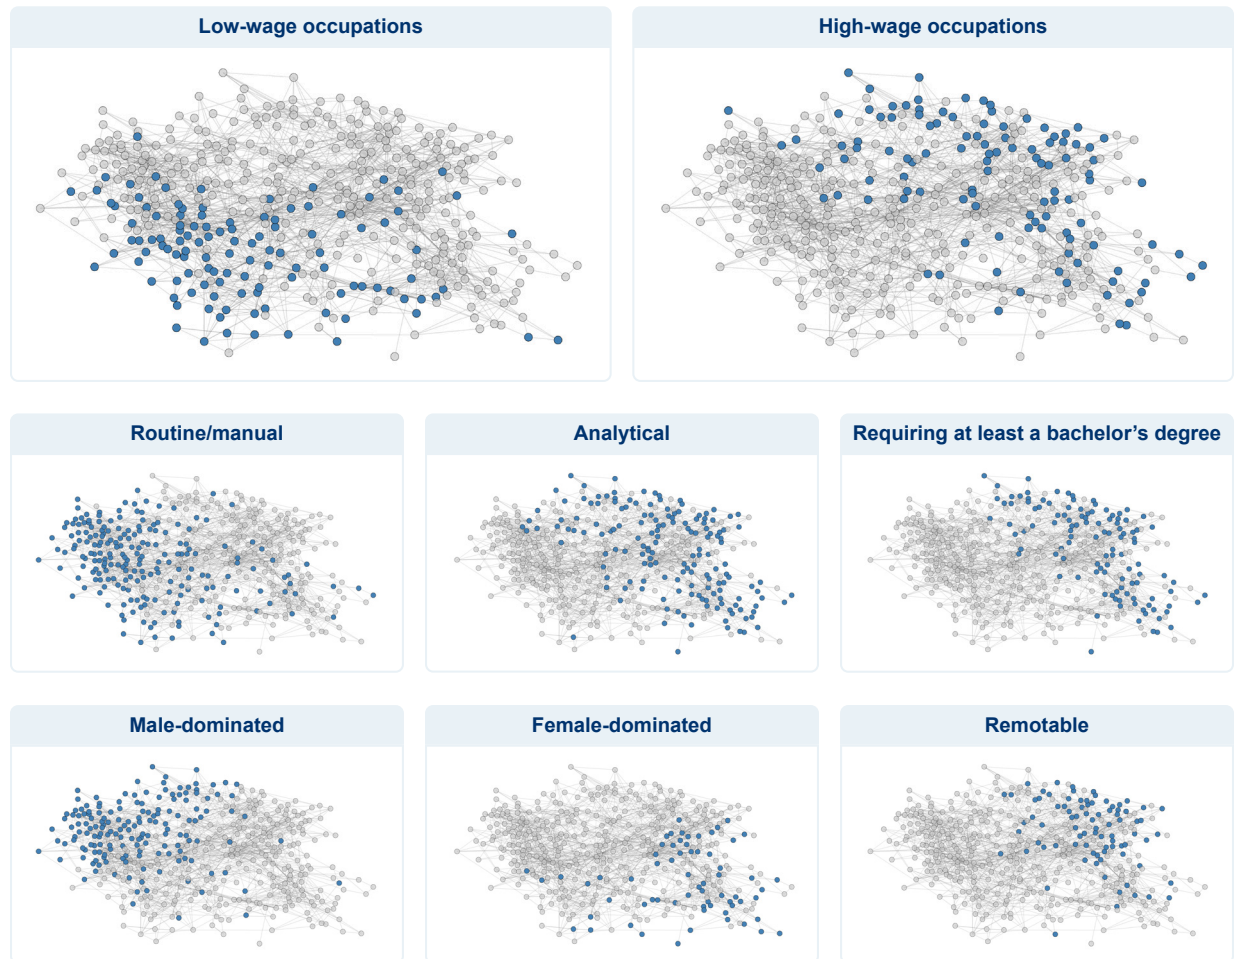 Low-wage occupations
High-wage occupations
Routine/manual
Analytical
Requiring at least a bachelor’s degree
Male-dominated
Female-dominated
Remotable